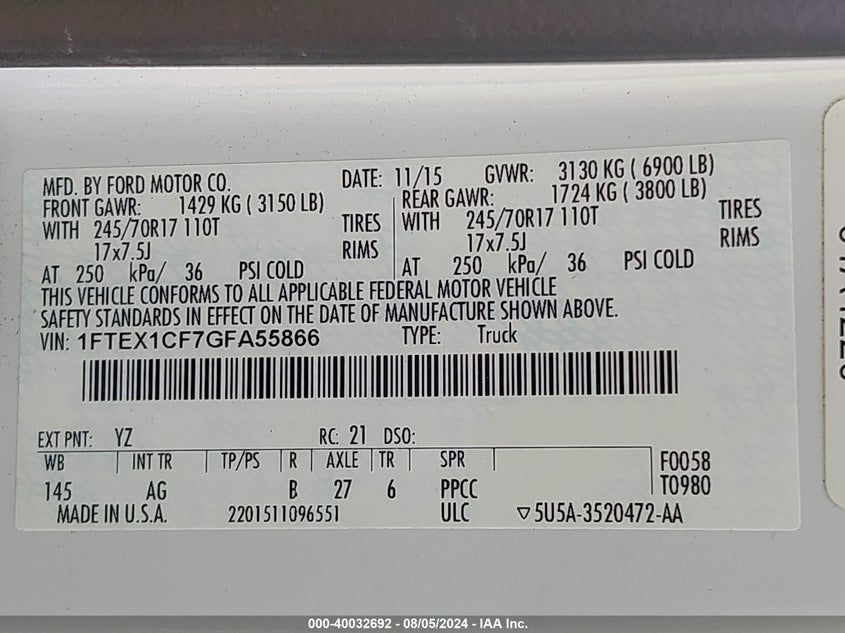 MFD. BY FORD MOTOR CO. DATE: 11/15 GVWR: 3130 KG ( 6900 LB)
FRONT GAWR: 1429 KG ( 3150 LB) REAR GAWR: 1724 KG ( 3800 LB)
WITH 245/70R17 110T TIRES WITH 245/70R17 110T TIRES
17x7.5J RIMS 17x7.5J RIMS
AT 250 kPa/ 36 PSI COLD AT 250 kPa/ 36 PSI COLD
THIS VEHICLE CONFORMS TO ALL APPLICABLE FEDERAL MOTOR VEHICLE
SAFETY STANDARDS IN EFFECT ON THE DATE OF MANUFACTURE SHOWN ABOVE.
VIN: 1FTEX1CF7GFA55866 TYPE: Truck
EXT PNT: YZ RC: 21 DSO:
WB INT TR TP/PS R AXLE TR SPR F0058
145 AG B 27 6 PPCC T0980
MADE IN U.S.A. 2201511096551 ULC ▽5U5A-3520472-AA
000-40032692 - 08/05/2024 - IAA Inc.